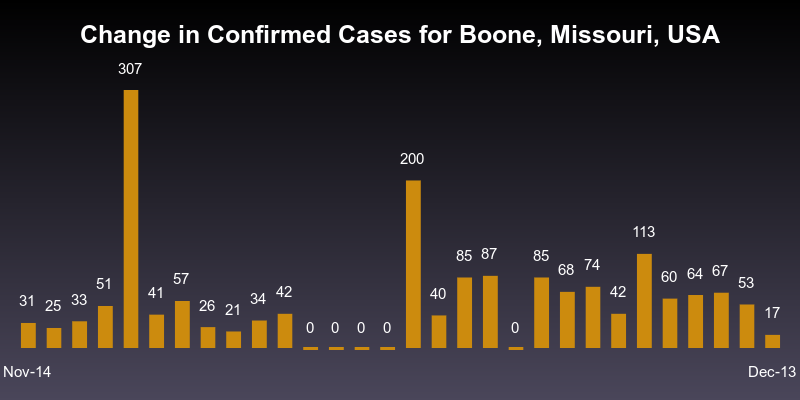 Change in Confirmed Cases for Boone, Missouri, USA
31 25 33 51 307 41 57 26 21 34 42 0 0 0 0 200 40 85 87 0 85 68 74 42 113 60 64 67 53 17
Nov-14 Dec-13